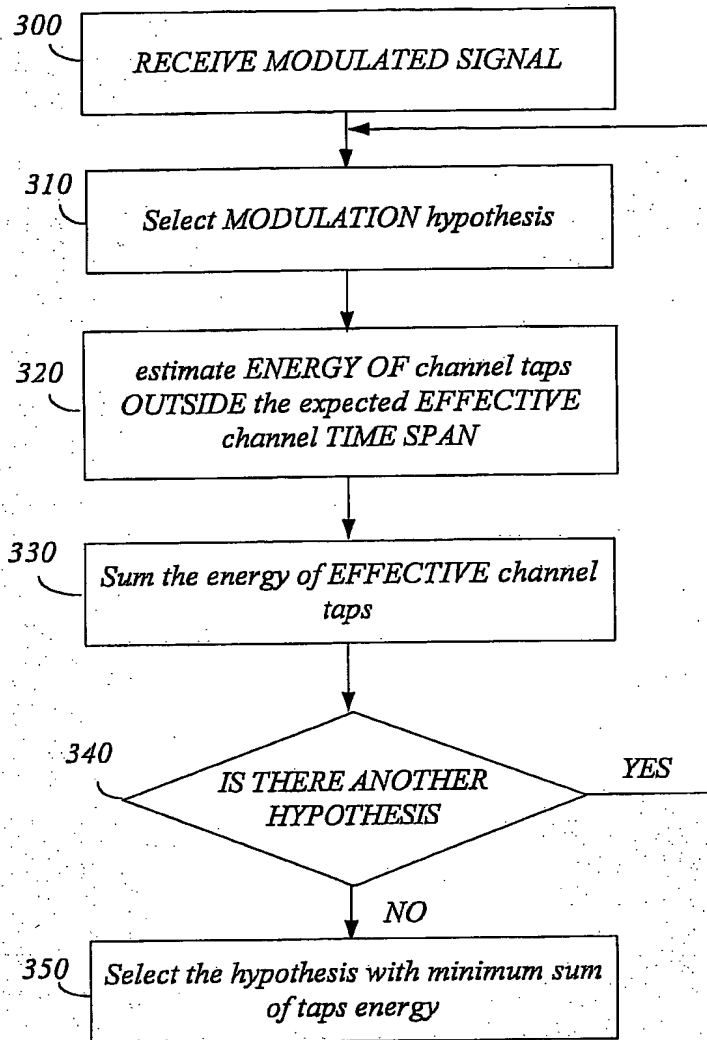 300
RECEIVE MODULATED SIGNAL
310
Select MODULATION hypothesis
320
estimate ENERGY OF channel taps
OUTSIDE the expected EFFECTIVE
channel TIME SPAN
330
Sum the energy of EFFECTIVE channel
taps
340
IS THERE ANOTHER
HYPOTHESIS
YES
NO
350
Select the hypothesis with minimum sum
of taps energy